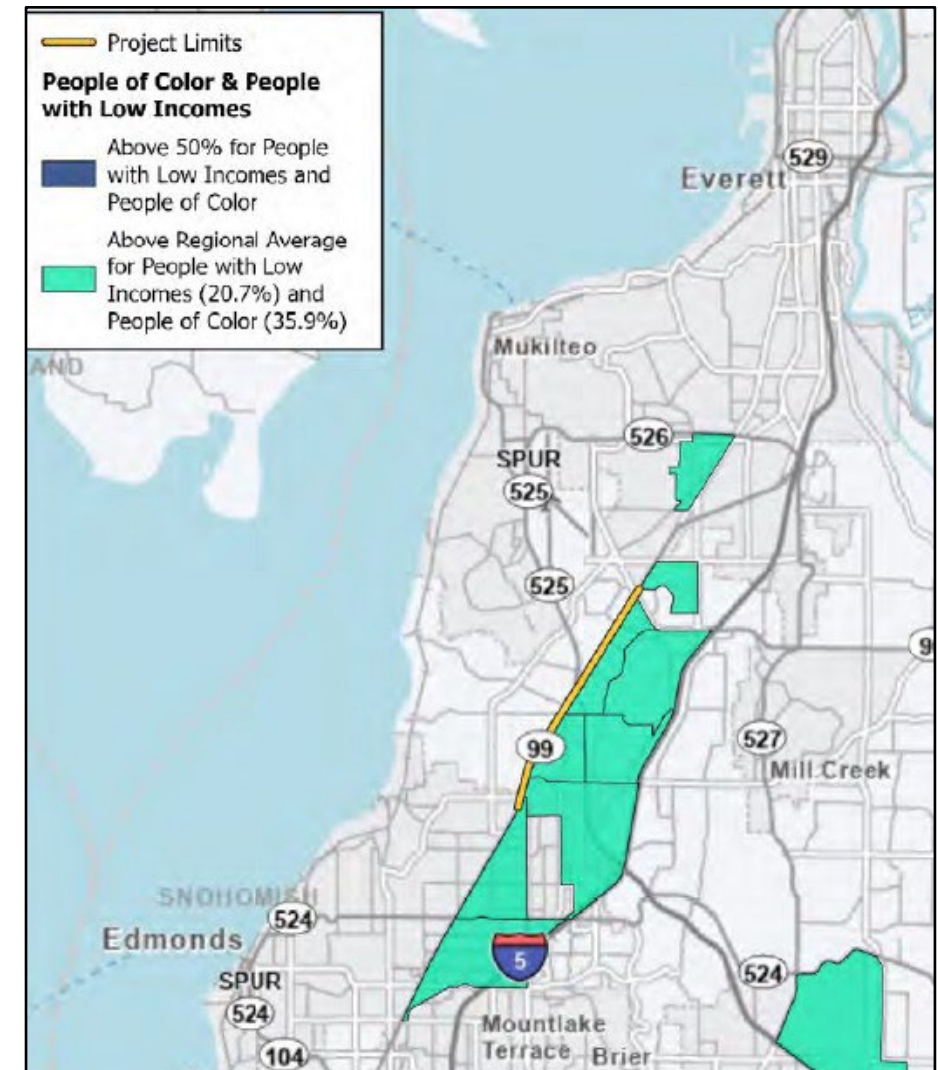 Project Limits
People of Color & People
with Low Incomes
Above 50% for People
with Low Incomes and
People of Color
Above Regional Average
for People with Low
Incomes (20.7%) and
People of Color (35.9%)
529
Everett
AND
Mukilteo
526
SPUR
525
525
99
527
Mill Creek
SNOHOMISH
524
Edmonds
5
SPUR
524
524
Mountlake
Terrace
Brier
104